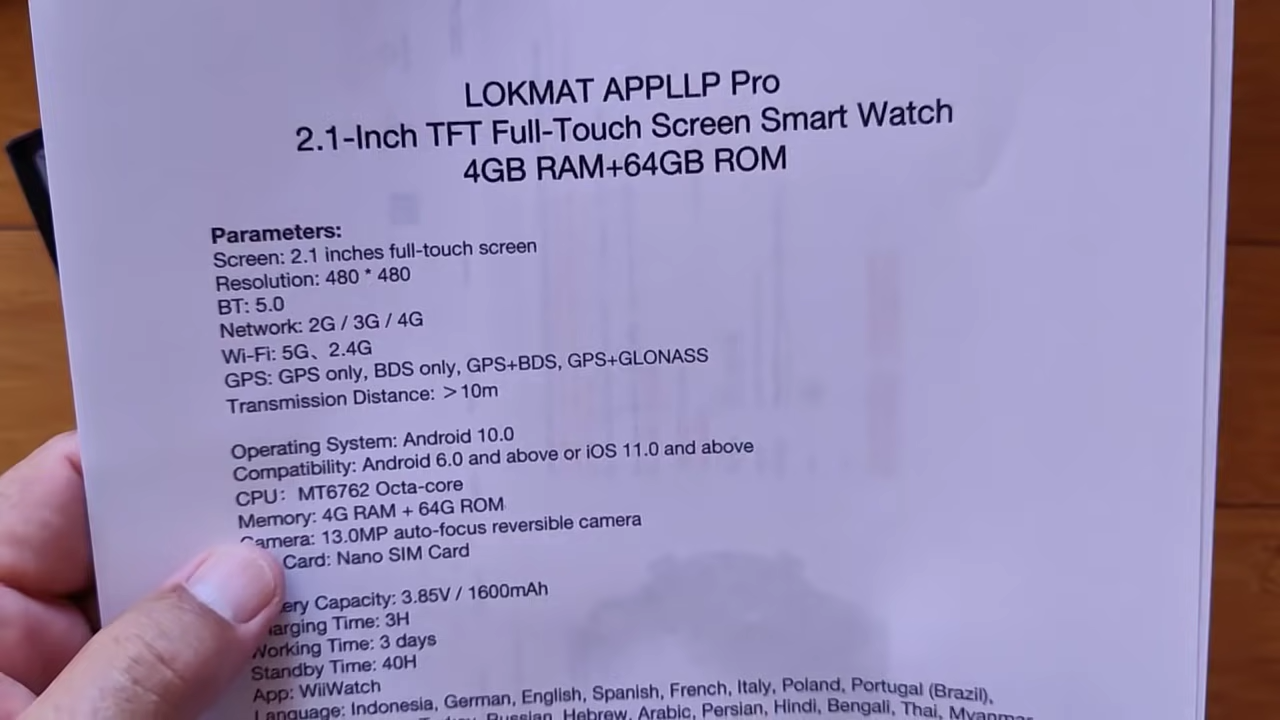 LOKMAT APPLLP Pro
2.1-Inch TFT Full-Touch Screen Smart Watch
4GB RAM+64GB ROM
Parameters:
Screen: 2.1 inches full-touch screen
Resolution: 480 * 480
BT: 5.0
Network: 2G / 3G / 4G
Wi-Fi: 5G、2.4G
GPS: GPS only, BDS only, GPS+BDS, GPS+GLONASS
Transmission Distance: >10m
Operating System: Android 10.0
Compatibility: Android 6.0 and above or iOS 11.0 and above
CPU： MT6762 Octa-core
Memory: 4G RAM + 64G ROM
Camera: 13.0MP auto-focus reversible camera
Card: Nano SIM Card
ery Capacity: 3.85V / 1600mAh
arging Time: 3H
Working Time: 3 days
Standby Time: 40H
App: WiiWatch
Language: Indonesia, German, English, Spanish, French, Italy, Poland, Portugal (Brazil),
Russian, Hebrew, Arabic, Persian, Hindi, Bengali, Thai, Myanmar